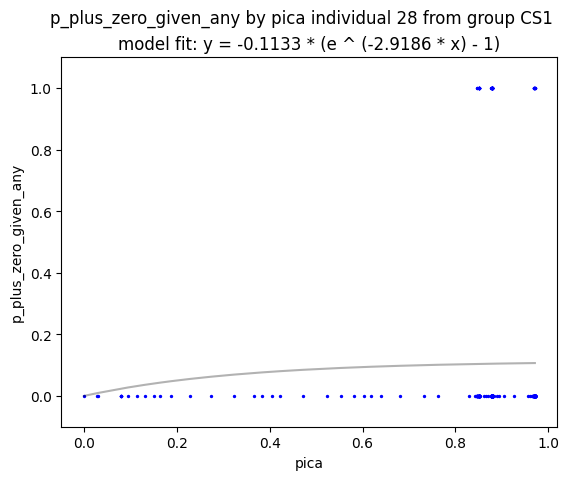 p_plus_zero_given_any by pica individual 28 from group CS1
model fit: y = -0.1133 * (e ^ (-2.9186 * x) - 1)
1.0
0.8
0.6
0.4
0.2
0.0
p_plus_zero_given_any
0.0 0.2 0.4 0.6 0.8 1.0
pica